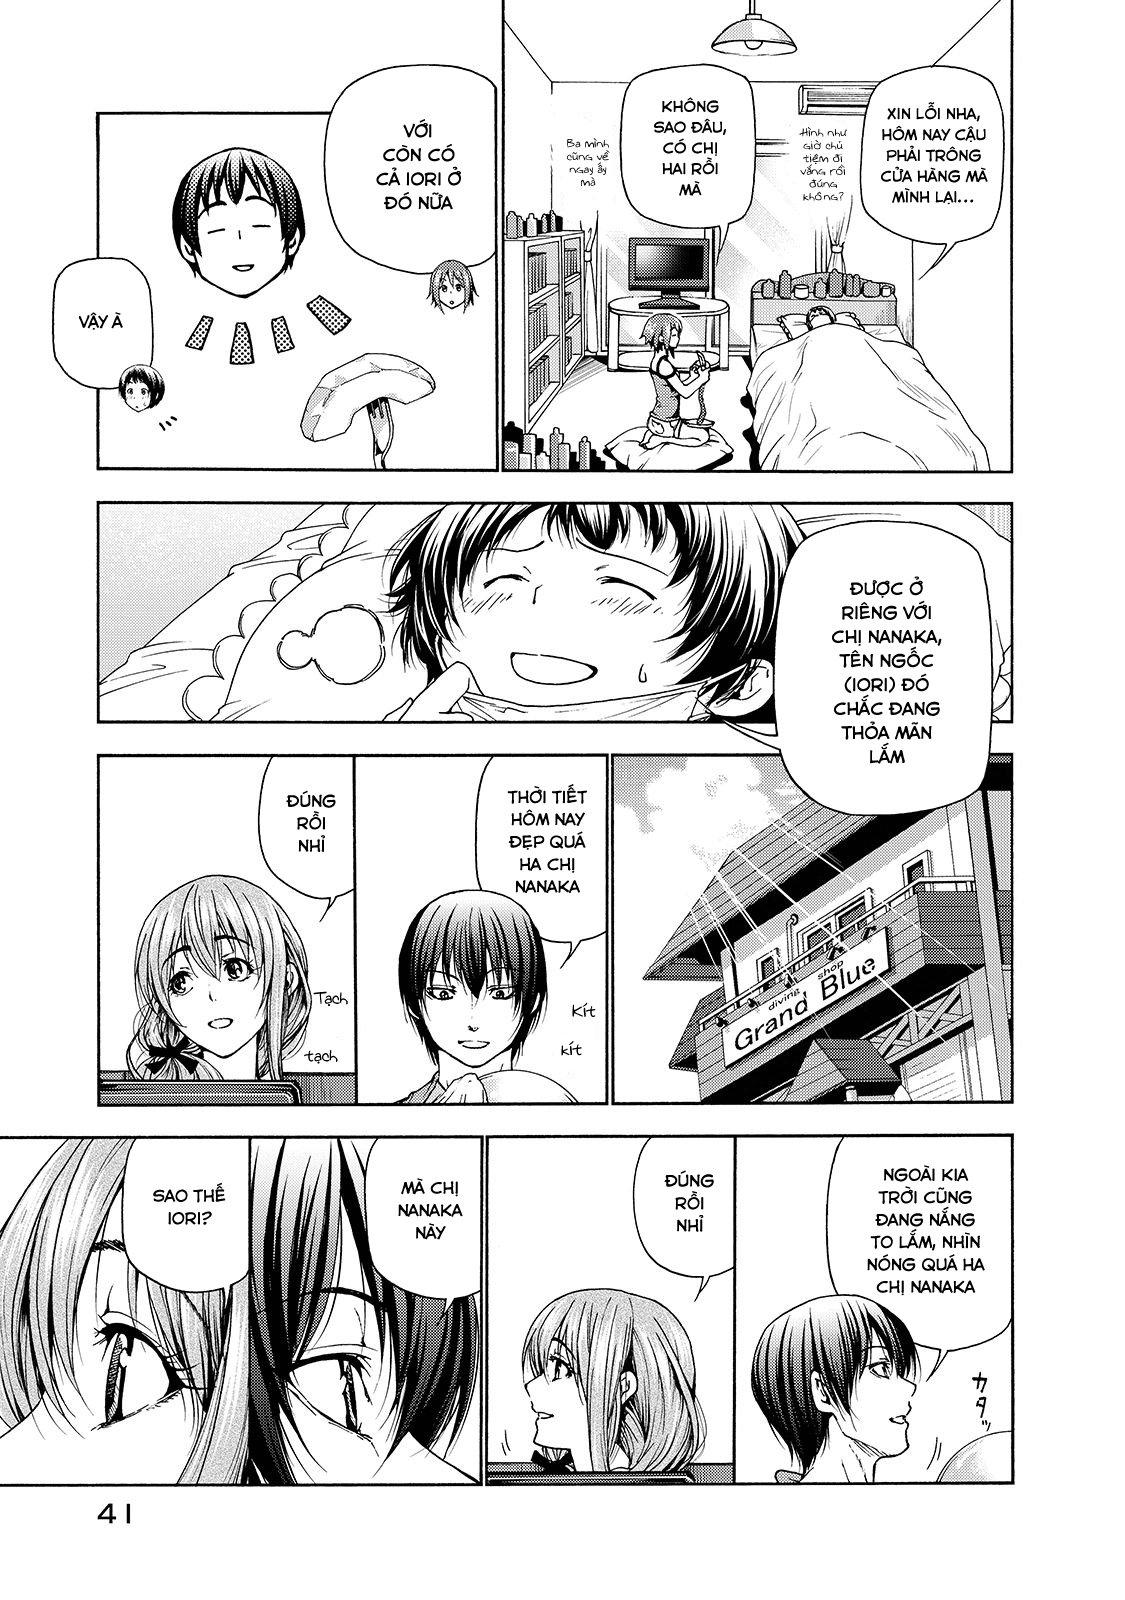 XIN LỖI NHA,
HÔM NAY CẬU
PHẢI TRÔNG
CỬA HÀNG MÀ
MÌNH LẠI...
Hình như
giờ chủ
tiệm đi
vắng rồi
đúng
không?
KHÔNG
SAO ĐÂU,
CÓ CHỊ
HAI RỒI
MÀ
Ba mình
cũng về
ngay ấy
mà
VỚI
CÒN CÓ
CẢ IORI Ở
ĐÓ NỮA
VẬY À
ĐƯỢC Ở
RIÊNG VỚI
CHỊ NANAKA,
TÊN NGỐC
(IORI) ĐÓ
CHẮC ĐANG
THỎA MÃN
LẮM
diving shop
Grand Blue
THỜI TIẾT
HÔM NAY
ĐẸP QUÁ
HA CHỊ
NANAKA
Kít
kít
ĐÚNG
RỒI
NHỈ
Tạch
tạch
NGOÀI KIA
TRỜI CŨNG
ĐANG NẮNG
TO LẮM, NHÌN
NÓNG QUÁ HA
CHỊ NANAKA
カタッ
ĐÚNG
RỒI
NHỈ
MÀ CHỊ
NANAKA
NÀY
SAO THẾ
IORI?
41